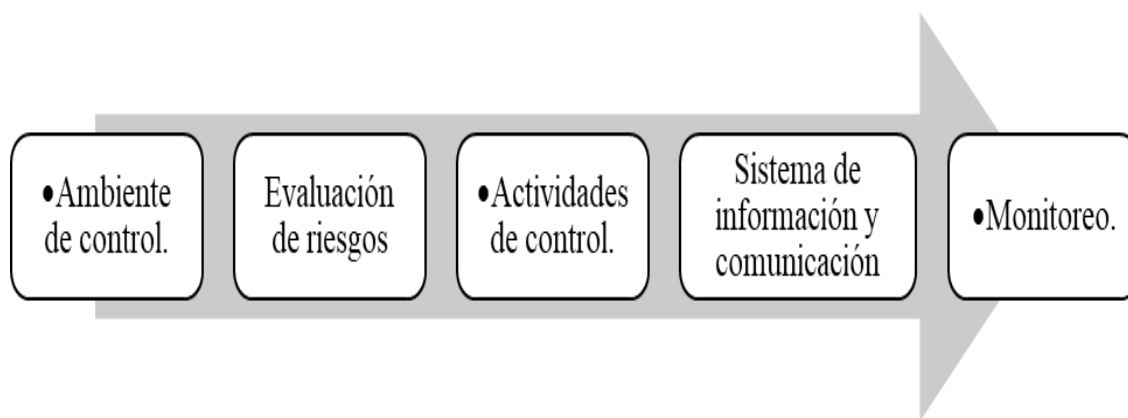 •Ambiente
de control.
Evaluación
de riesgos
•Actividades
de control.
Sistema de
información y
comunicación
•Monitoreo.